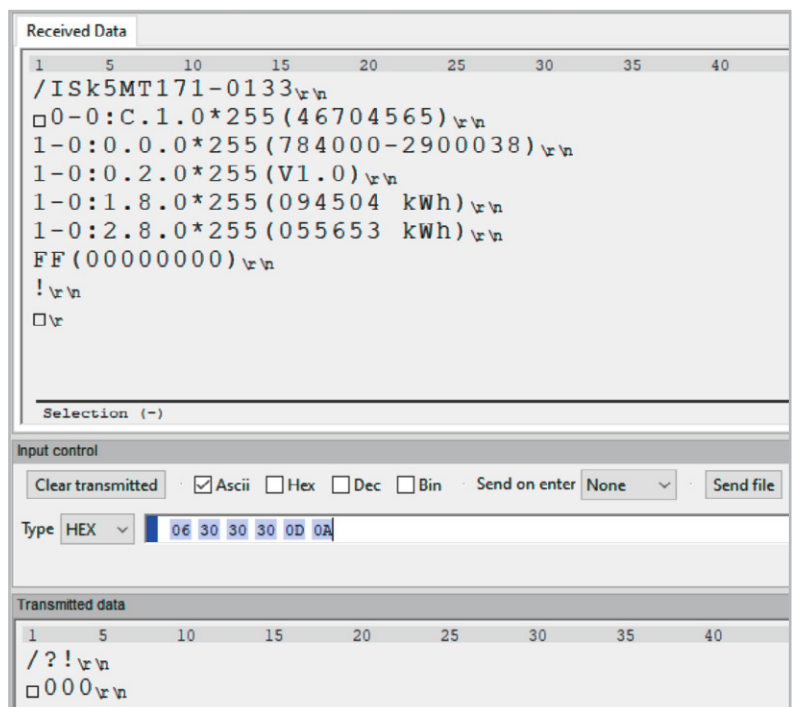 Received Data
1 5 10 15 20 25 30 35 40
/ISk5MT171-0133\r\n
□0-0:C.1.0*255(46704565)\r\n
1-0:0.0.0*255(784000-2900038)\r\n
1-0:0.2.0*255(V1.0)\r\n
1-0:1.8.0*255(094504 kWh)\r\n
1-0:2.8.0*255(055653 kWh)\r\n
FF(00000000)\r\n
!\r\n
□\r
Selection (-)
Input control
Clear transmitted Ascii Hex Dec Bin Send on enter None Send file
Type HEX 06 30 30 30 0D 0A
Transmitted data
1 5 10 15 20 25 30 35 40
/?!\r\n
□000\r\n